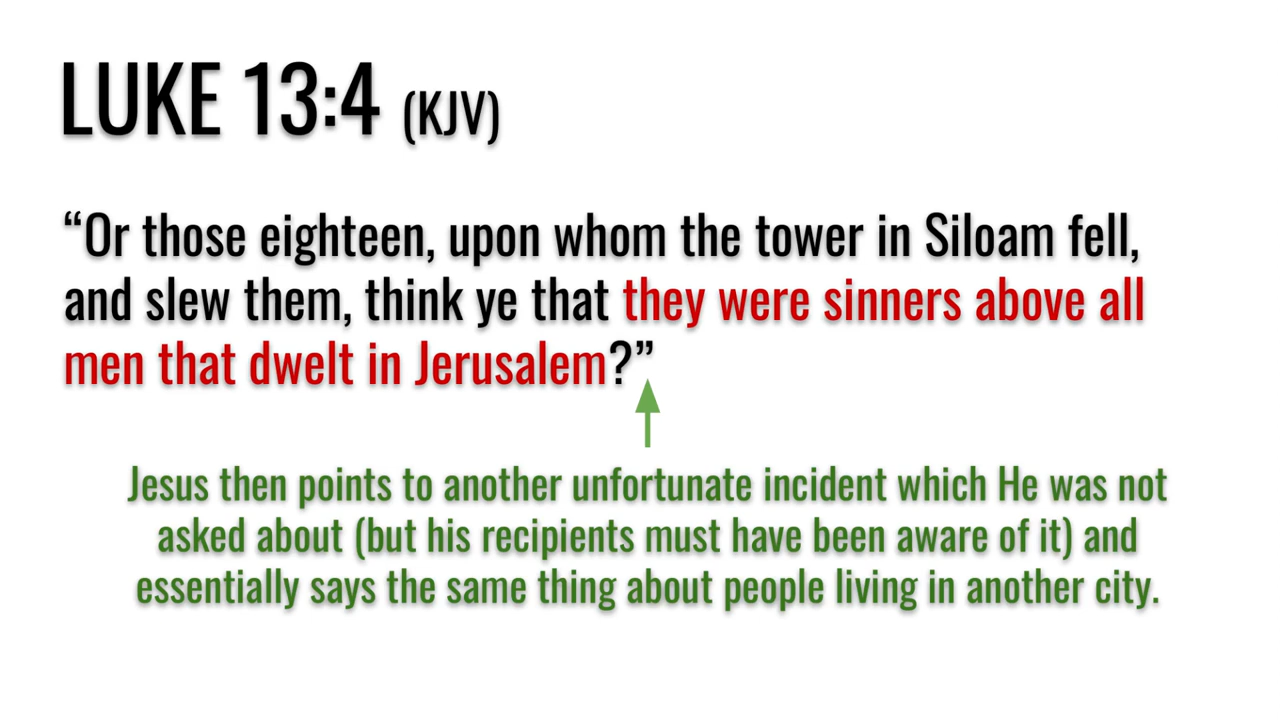 LUKE 13:4 (KJV)
“Or those eighteen, upon whom the tower in Siloam fell,
and slew them, think ye that they were sinners above all
men that dwelt in Jerusalem?”
Jesus then points to another unfortunate incident which He was not
asked about (but his recipients must have been aware of it) and
essentially says the same thing about people living in another city.